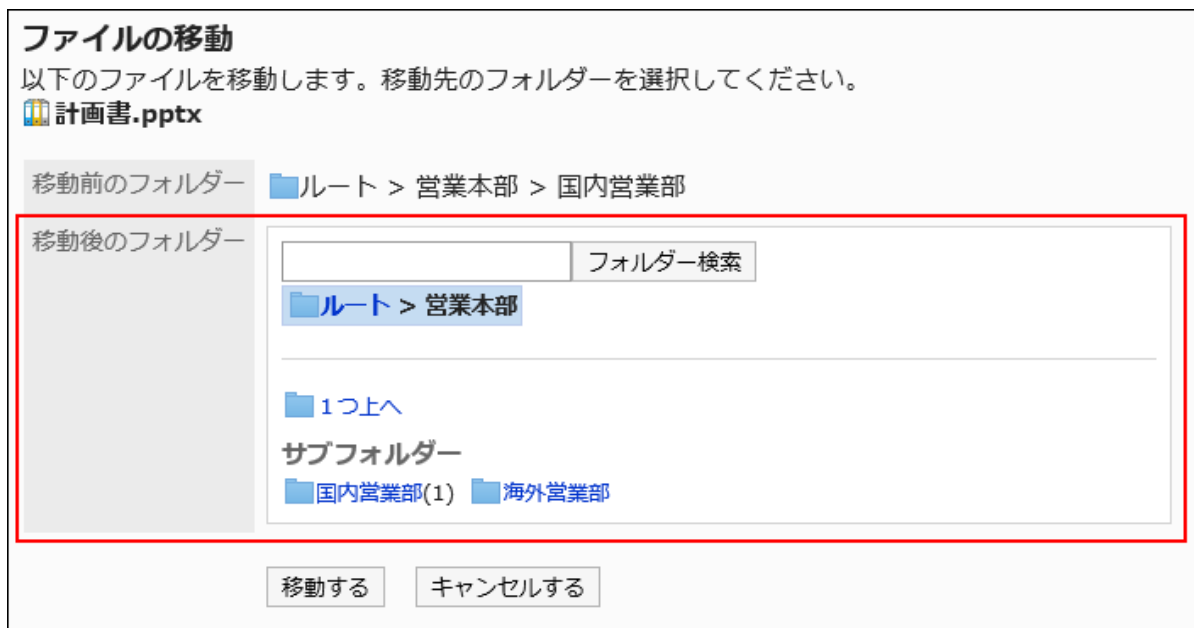 ファイルの移動
以下のファイルを移動します。移動先のフォルダーを選択してください。
計画書.pptx
移動前のフォルダー ルート > 営業本部 > 国内営業部
移動後のフォルダー
フォルダー検索
ルート > 営業本部
1つ上へ
サブフォルダー
国内営業部(1) 海外営業部
移動する キャンセルする